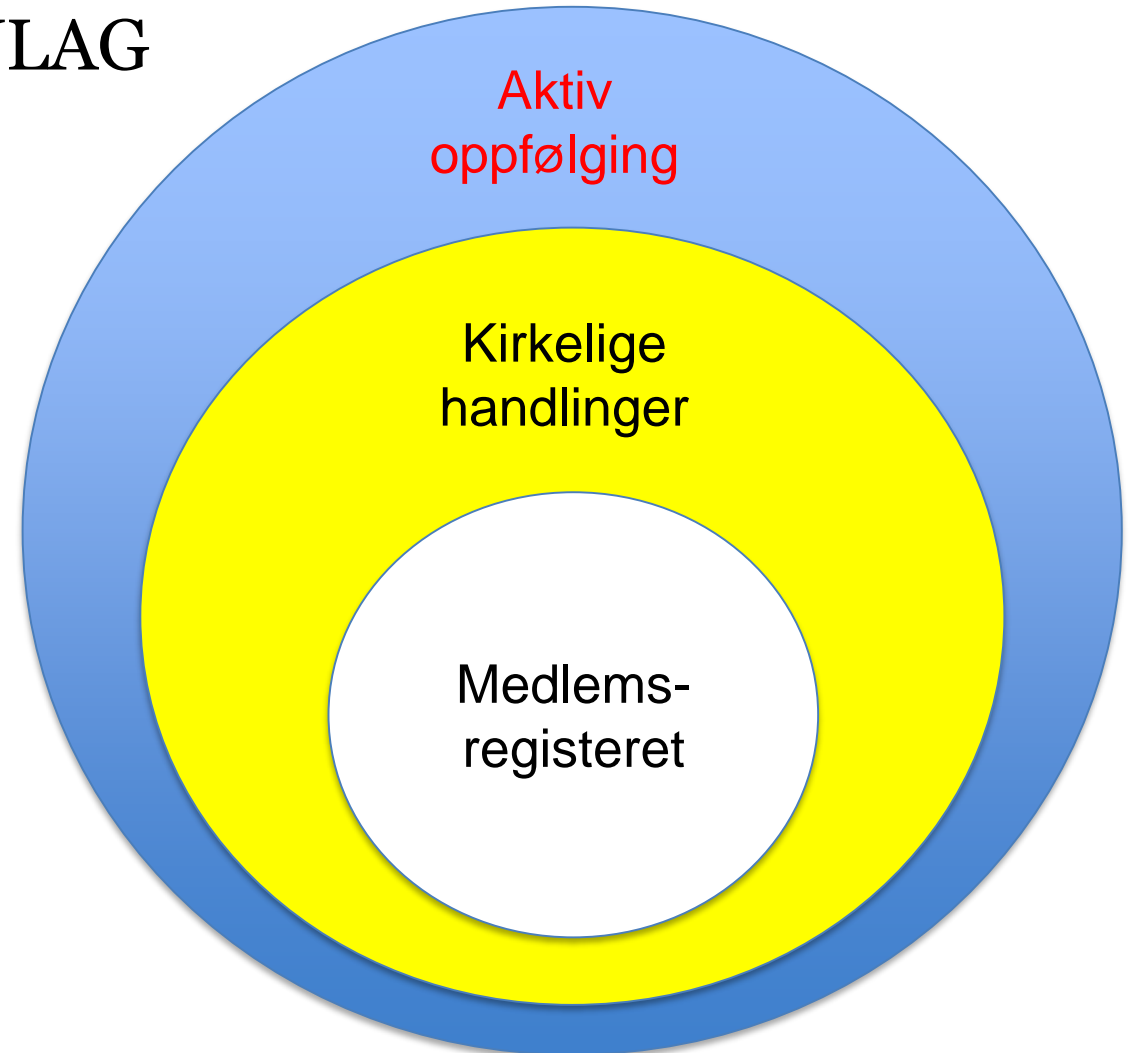 LAG
Aktiv
oppfølging
Kirkelige
handlinger
Medlems-
registeret